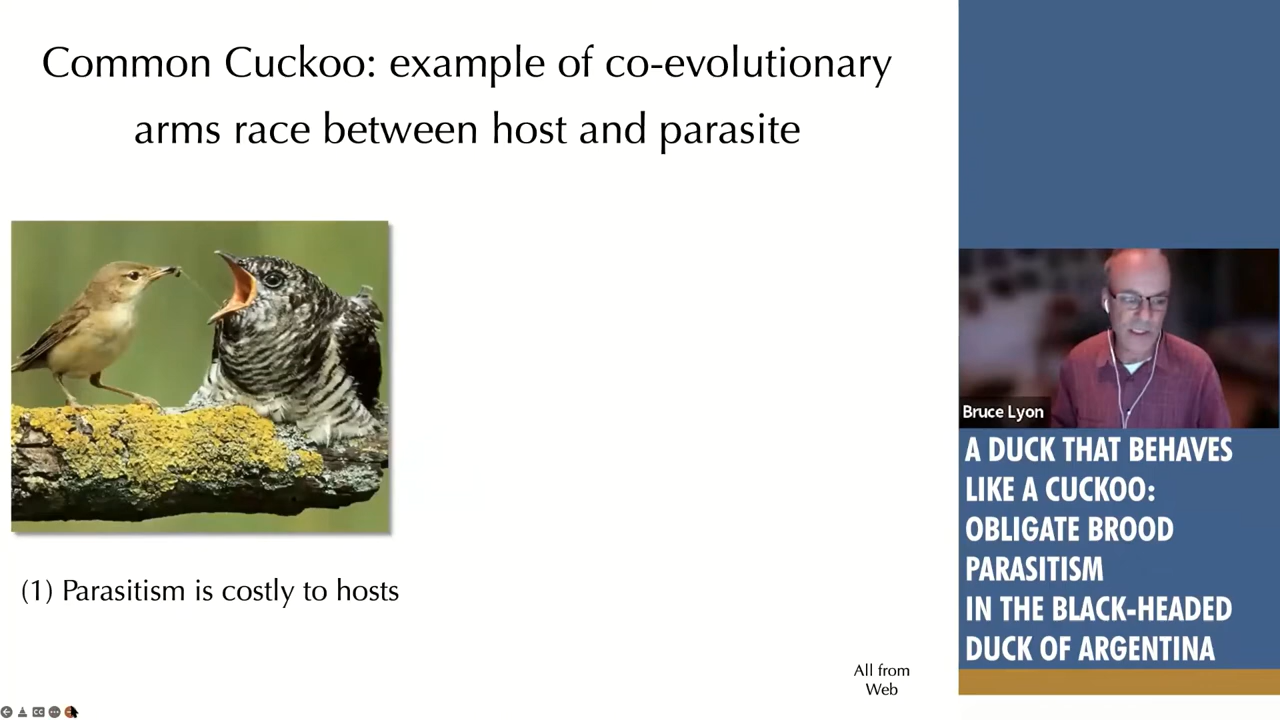 Common Cuckoo: example of co-evolutionary
arms race between host and parasite
(1) Parasitism is costly to hosts
All from
Web
Bruce Lyon
A DUCK THAT BEHAVES
LIKE A CUCKOO:
OBLIGATE BROOD
PARASITISM
IN THE BLACK-HEADED
DUCK OF ARGENTINA
CC